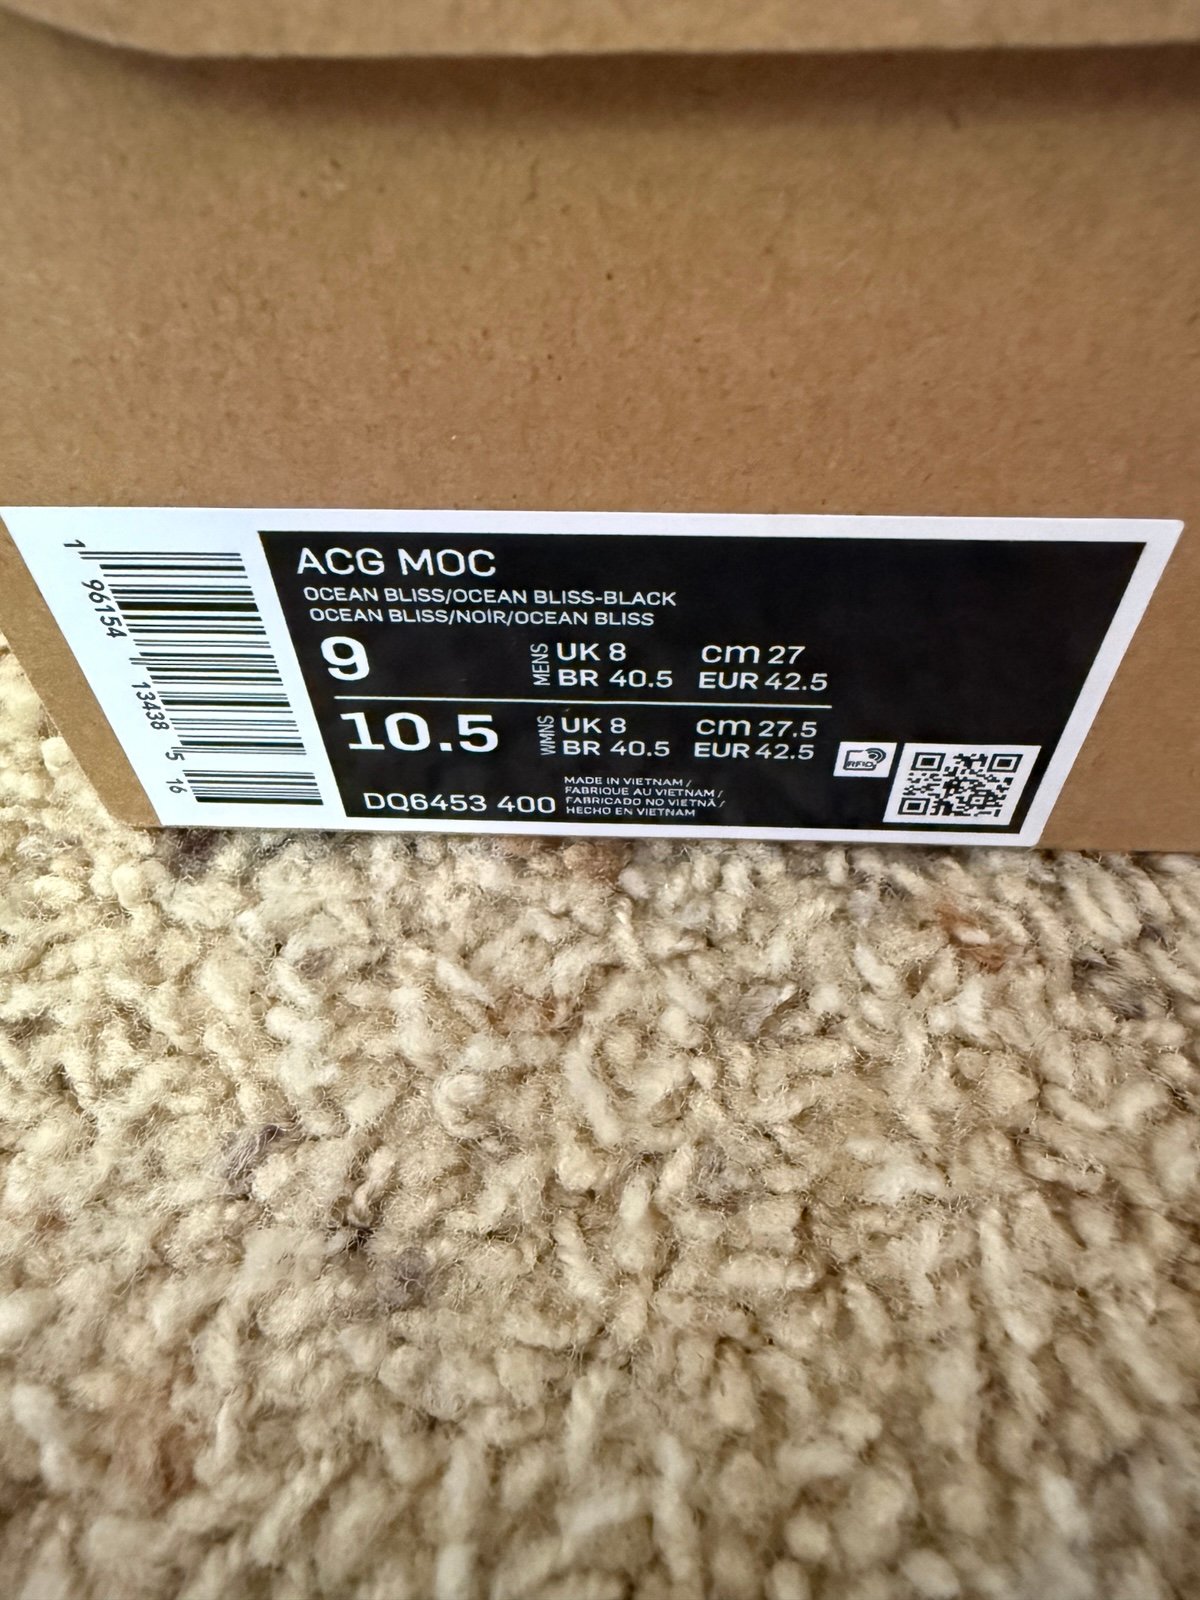 ACG MOC
OCEAN BLISS/OCEAN BLISS-BLACK
OCEAN BLISS/NOIR/OCEAN BLISS
9 MENS UK 8 cm 27
BR 40.5 EUR 42.5
10.5 WMNS UK 8 cm 27.5
BR 40.5 EUR 42.5
DQ6453 400
MADE IN VIETNAM /
FABRIQUE AU VIETNAM /
FABRICADO NO VIETNÃ /
HECHO EN VIETNAM
RFID
1 96154 13438 5 16